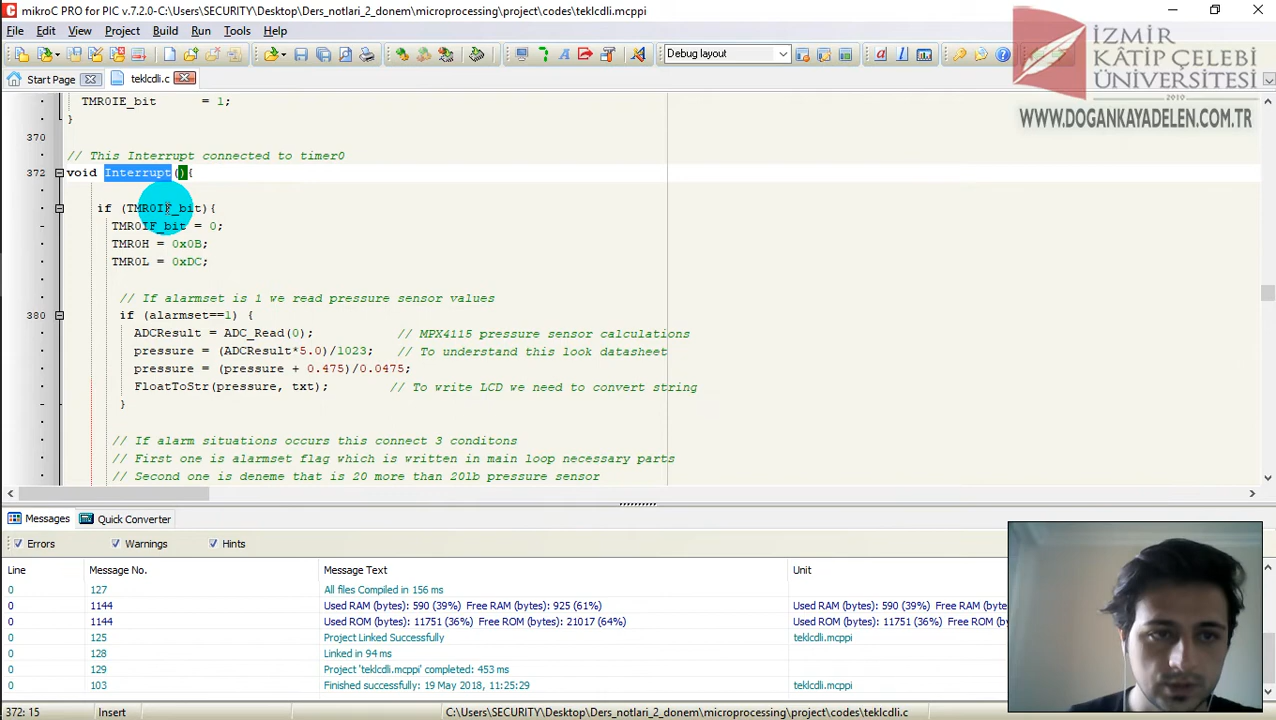 mikroC PRO for PIC v.7.2.0-C:\Users\SECURITY\Desktop\Ders_notlari_2_donem\microprocessing\project\codes\teklcdli.mcppi
File Edit View Project Build Run Tools Help
Debug layout
Start Page teklcdli.c
İZMİR
KÂTİP ÇELEBİ
ÜNİVERSİTESİ
2010
WWW.DOGANKAYADELEN.COM.TR
TMR0IE_bit = 1;
}
370
// This Interrupt connected to timer0
372 void Interrupt(){
if (TMR0IF_bit){
TMR0IF_bit = 0;
TMR0H = 0x0B;
TMR0L = 0xDC;
// If alarmset is 1 we read pressure sensor values
380 if (alarmset==1) {
ADCResult = ADC_Read(0); // MPX4115 pressure sensor calculations
pressure = (ADCResult*5.0)/1023; // To understand this look datasheet
pressure = (pressure + 0.475)/0.0475;
FloatToStr(pressure, txt); // To write LCD we need to convert string
}
// If alarm situations occurs this connect 3 conditons
// First one is alarmset flag which is written in main loop necessary parts
// Second one is deneme that is 20 more than 20lb pressure sensor
Messages Quick Converter
Errors Warnings Hints
Line Message No. Message Text Unit
0 127 All files Compiled in 156 ms
0 1144 Used RAM (bytes): 590 (39%) Free RAM (bytes): 925 (61%) Used RAM (bytes): 590 (39%) Free RAM
0 1144 Used ROM (bytes): 11751 (36%) Free ROM (bytes): 21017 (64%) Used ROM (bytes): 11751 (36%) Free
0 125 Project Linked Successfully teklcdli.mcppi
0 128 Linked in 94 ms
0 129 Project 'teklcdli.mcppi' completed: 453 ms
0 103 Finished successfully: 19 May 2018, 11:25:29 teklcdli.mcppi
372: 15 Insert C:\Users\SECURITY\Desktop\Ders_notlari_2_donem\microprocessing\project\codes\teklcdli.c